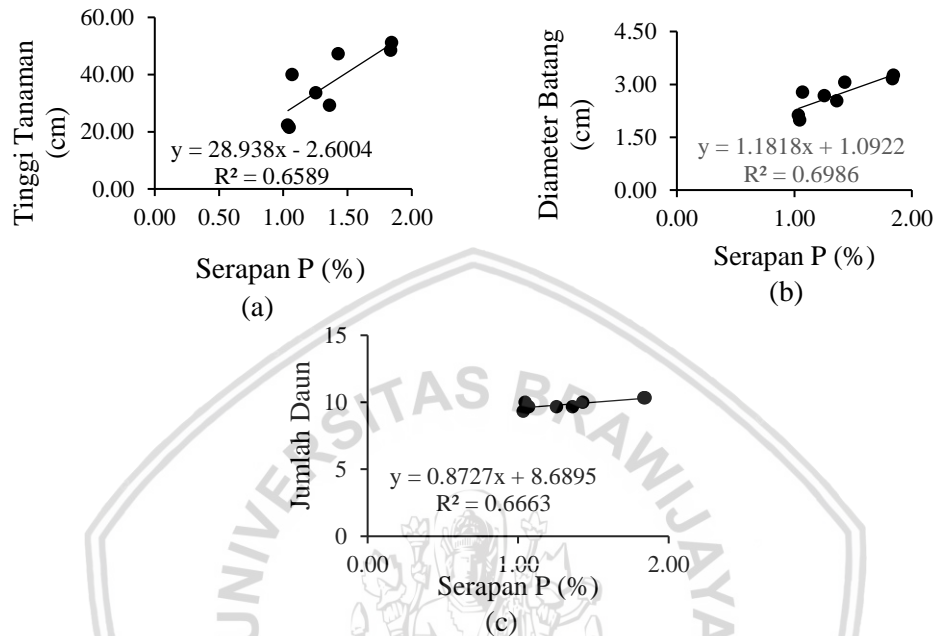 60.00
40.00
20.00
0.00
Tinggi Tanaman
(cm)
y = 28.938x - 2.6004
R² = 0.6589
0.00 0.50 1.00 1.50 2.00
Serapan P (%)
(a)
4.50
3.00
1.50
0.00
Diameter Batang
(cm)
y = 1.1818x + 1.0922
R² = 0.6986
0.00 1.00 2.00
Serapan P (%)
(b)
15
10
5
0
Jumlah Daun
y = 0.8727x + 8.6895
R² = 0.6663
0.00 1.00 2.00
Serapan P (%)
(c)
UNIVERSITAS BRAWIJAYA